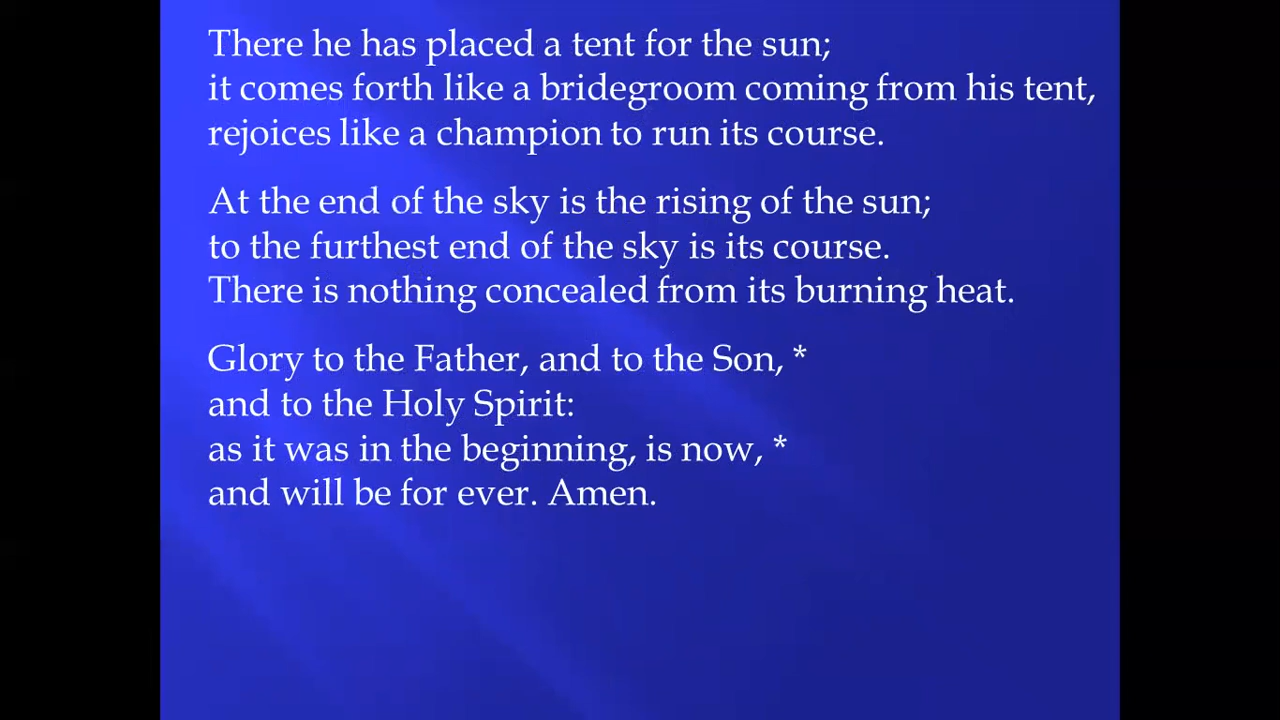 There he has placed a tent for the sun;
it comes forth like a bridegroom coming from his tent,
rejoices like a champion to run its course.
At the end of the sky is the rising of the sun;
to the furthest end of the sky is its course.
There is nothing concealed from its burning heat.
Glory to the Father, and to the Son, *
and to the Holy Spirit:
as it was in the beginning, is now, *
and will be for ever. Amen.